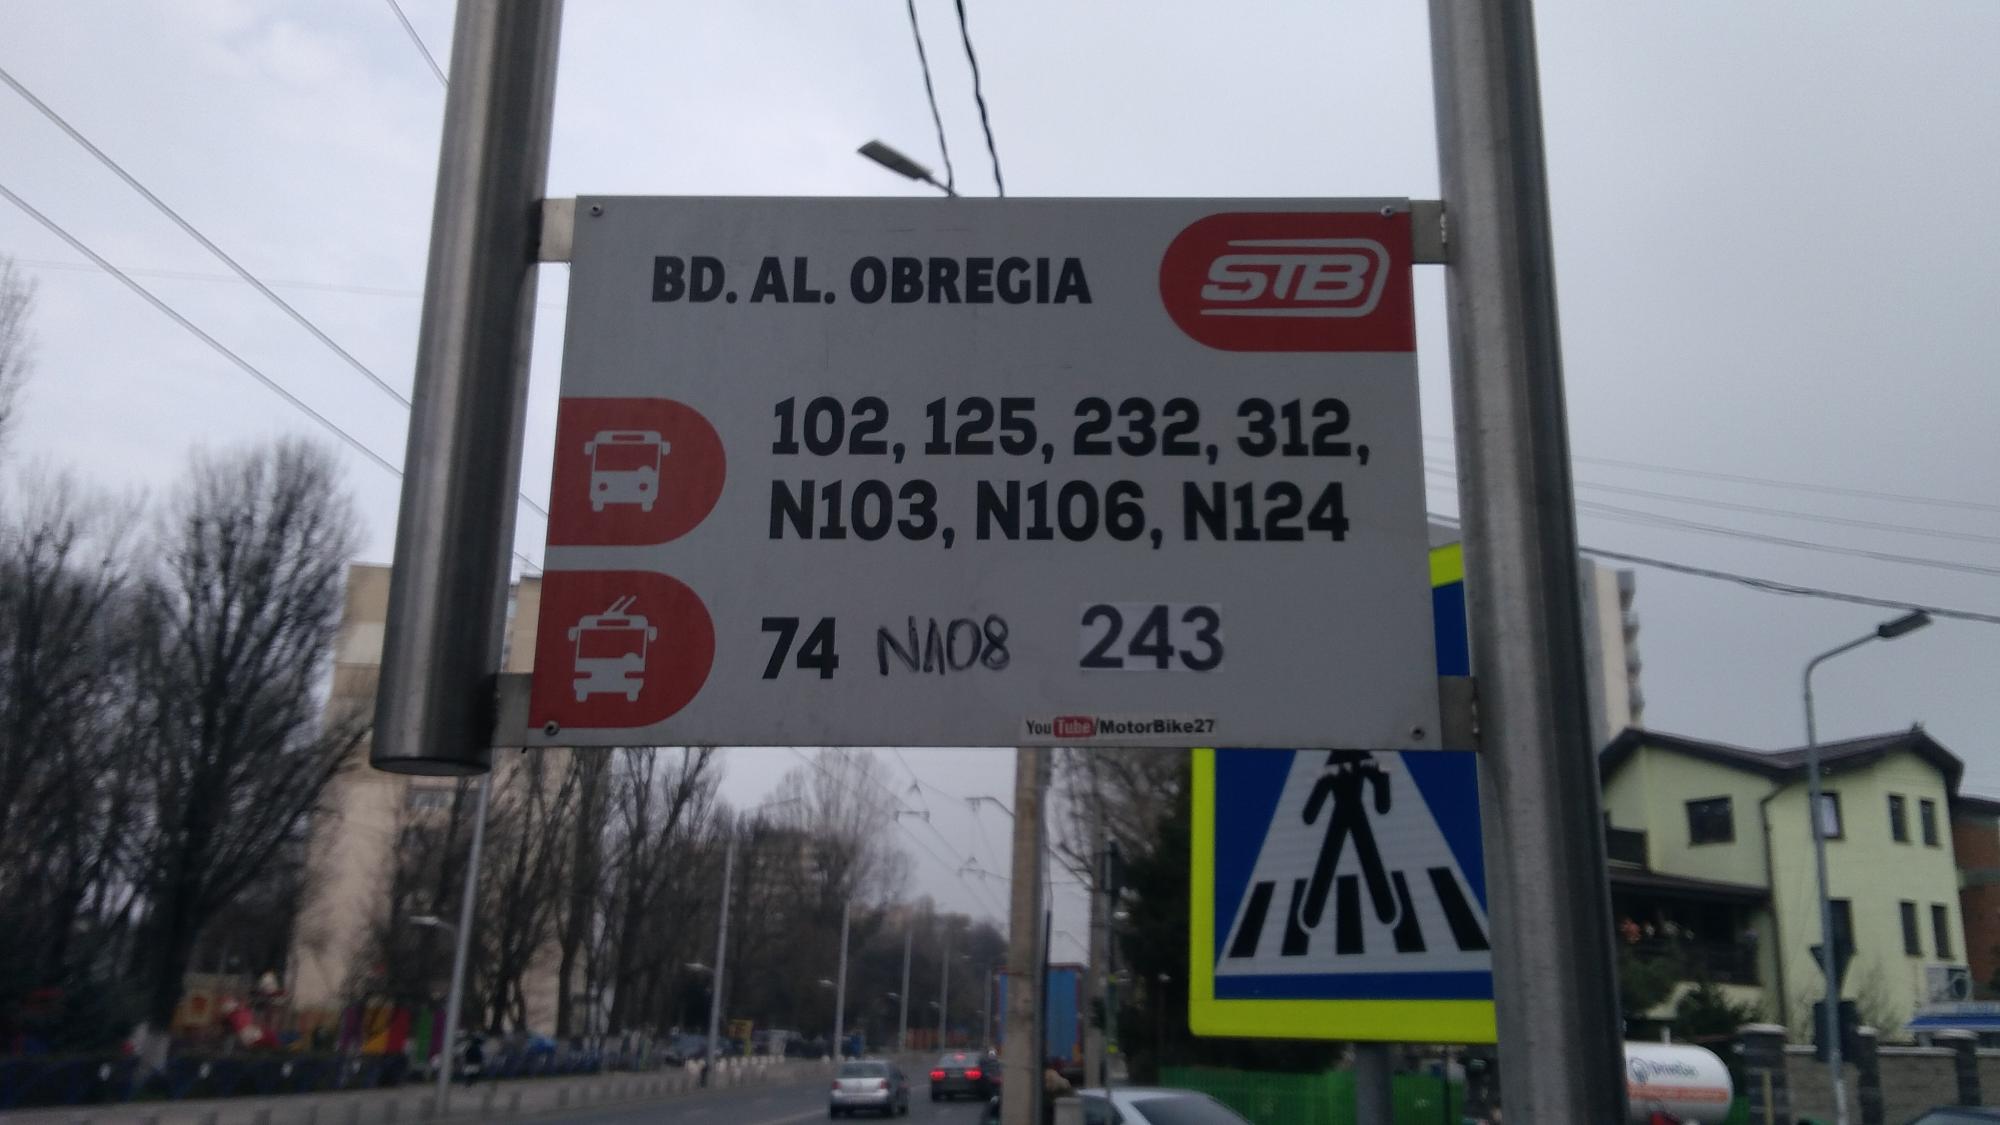 BD. AL. OBREGIA
STB
102, 125, 232, 312,
N103, N106, N124
74 N108 243
YouTube/MotorBike27